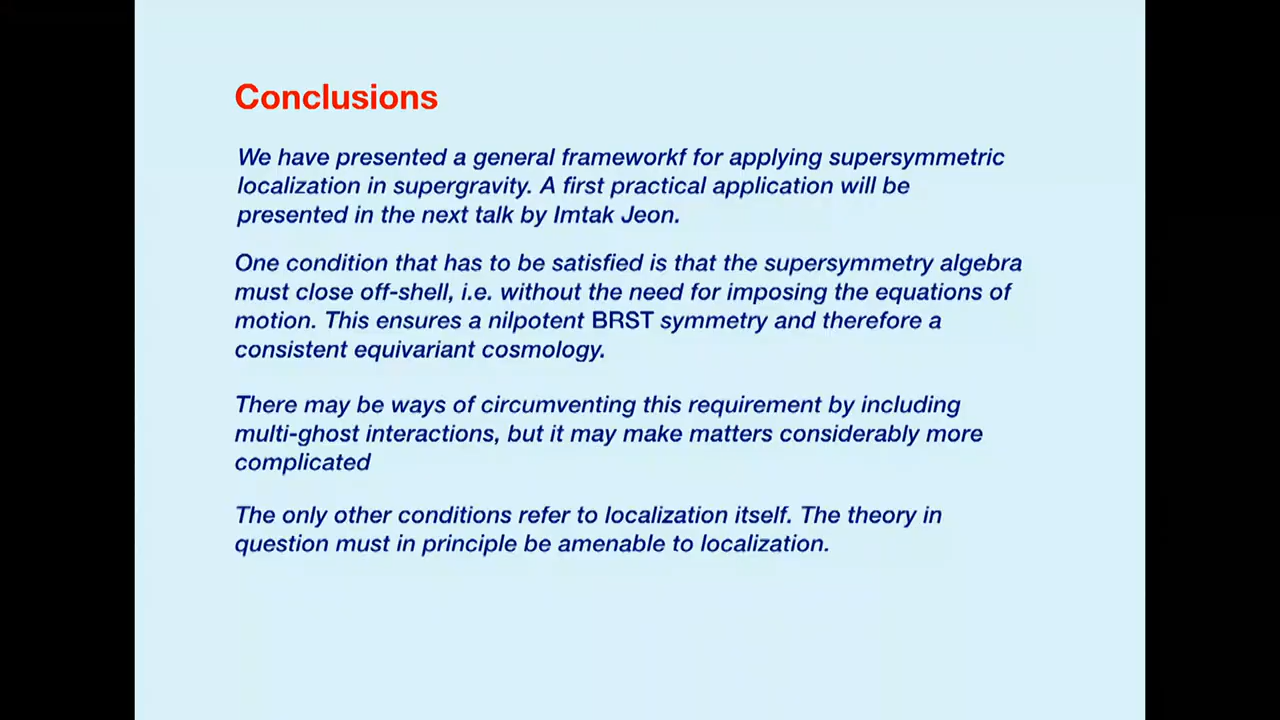 Conclusions
We have presented a general frameworkf for applying supersymmetric
localization in supergravity. A first practical application will be
presented in the next talk by Imtak Jeon.
One condition that has to be satisfied is that the supersymmetry algebra
must close off-shell, i.e. without the need for imposing the equations of
motion. This ensures a nilpotent BRST symmetry and therefore a
consistent equivariant cosmology.
There may be ways of circumventing this requirement by including
multi-ghost interactions, but it may make matters considerably more
complicated
The only other conditions refer to localization itself. The theory in
question must in principle be amenable to localization.